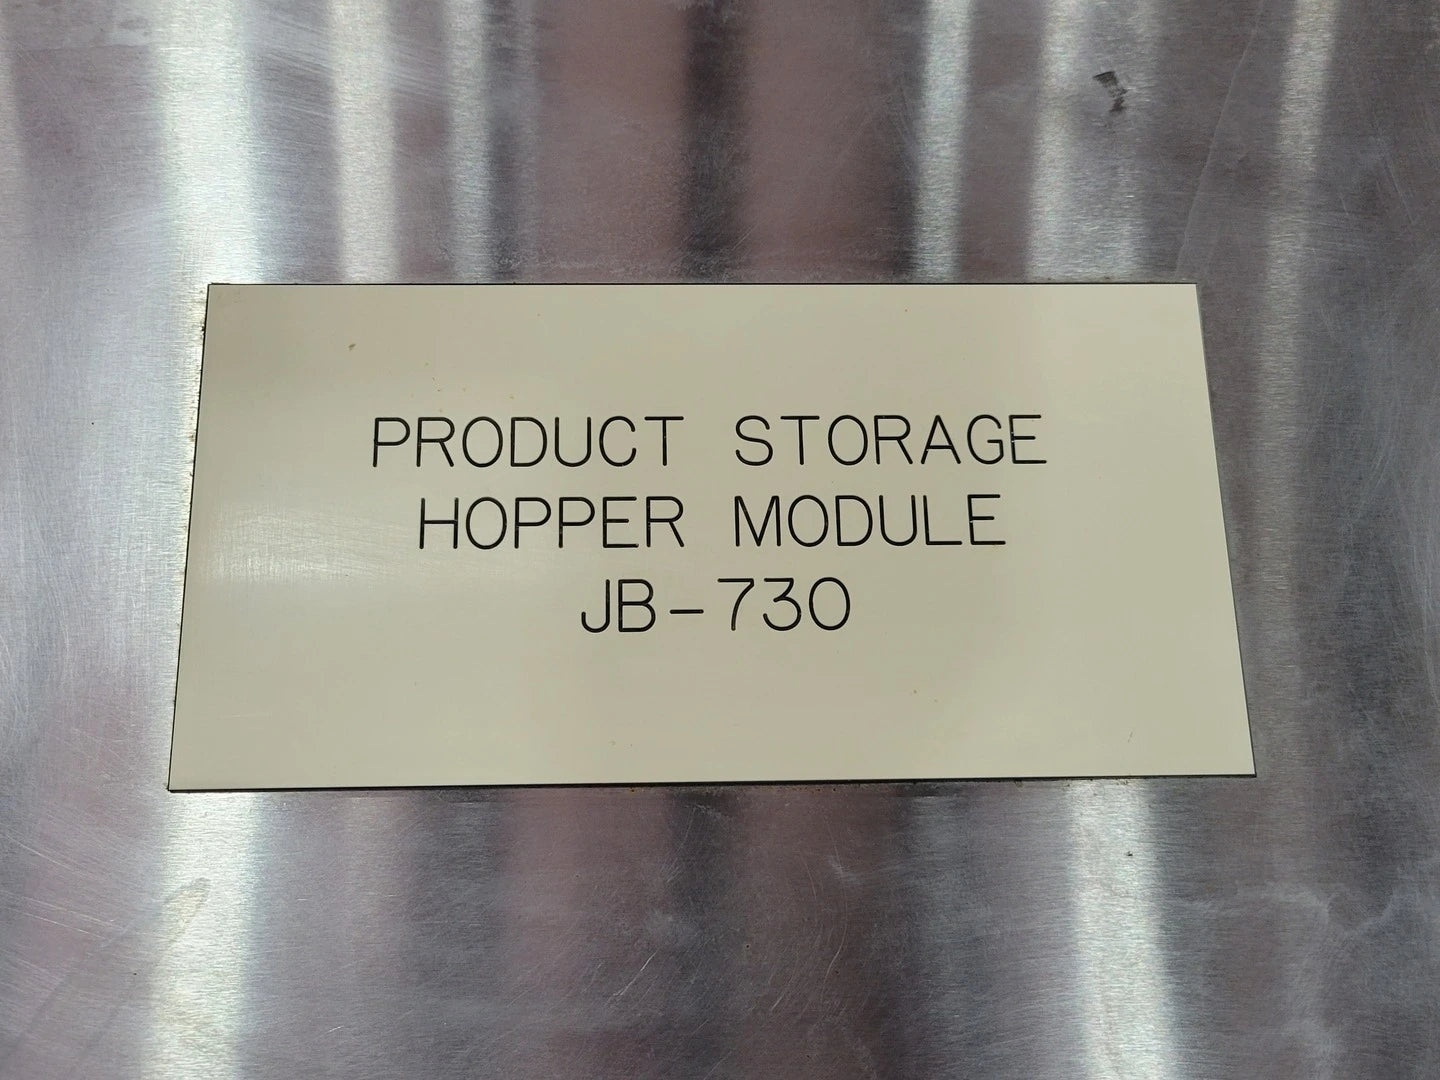 PRODUCT STORAGE
HOPPER MODULE
JB-730